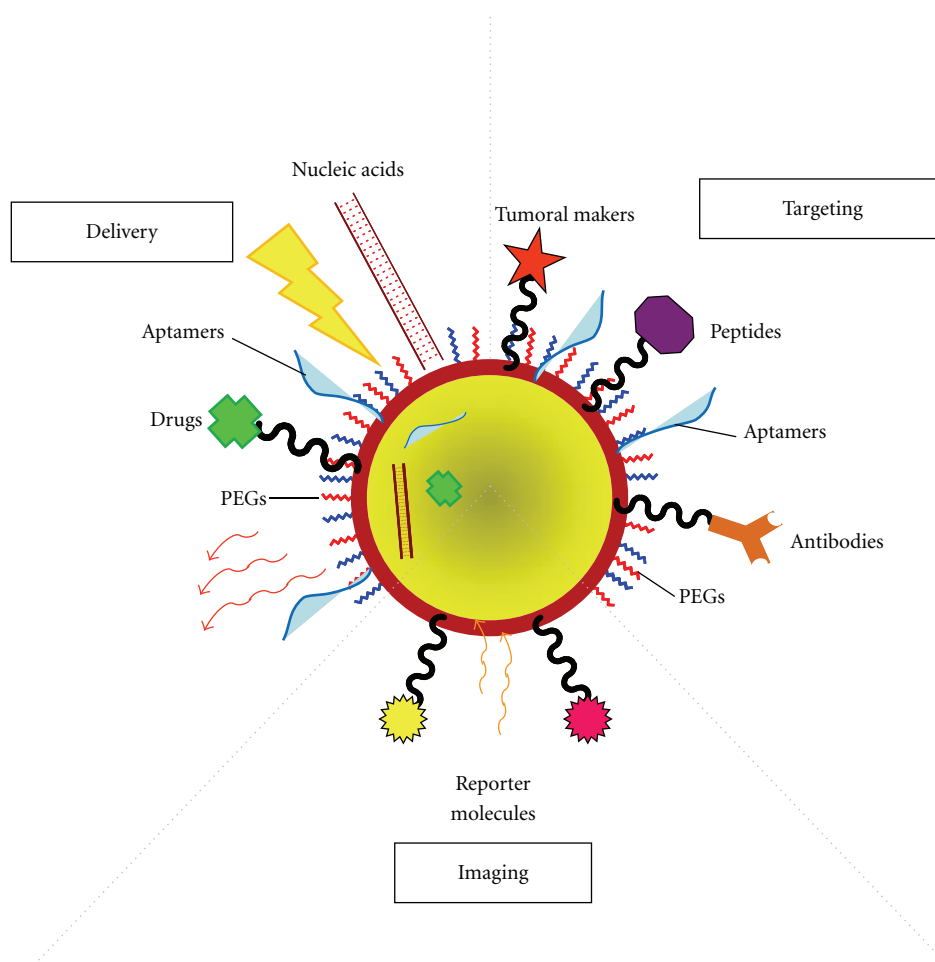 Nucleic acids
Delivery
Tumoral makers
Targeting
Aptamers
Peptides
Drugs
Aptamers
PEGs
Antibodies
PEGs
Reporter
molecules
Imaging